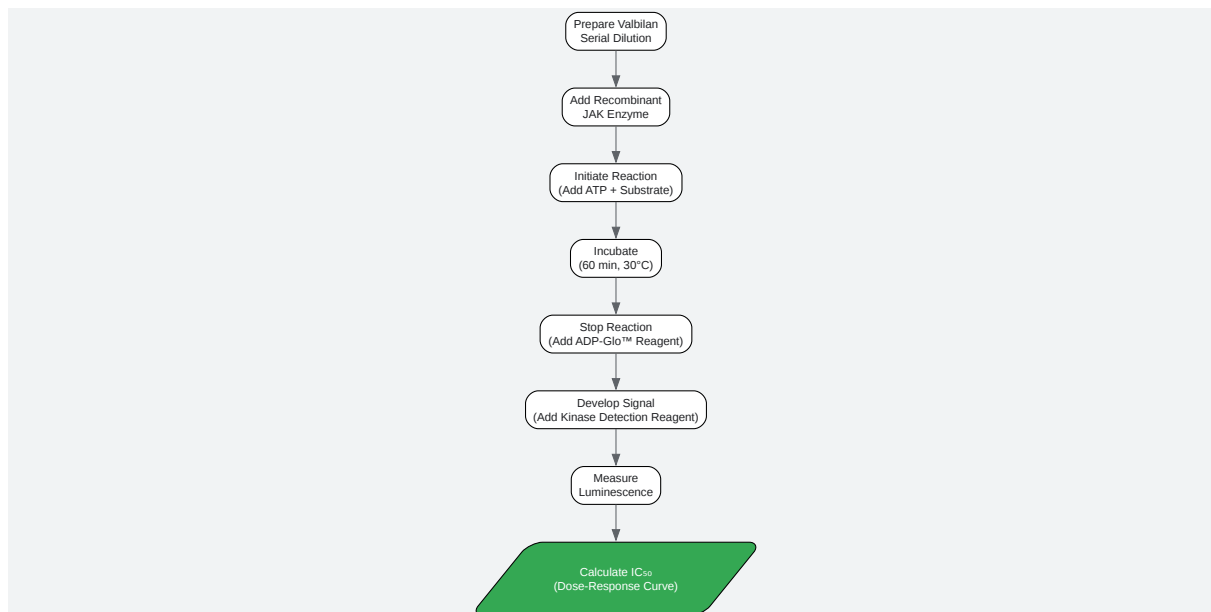 Prepare Valbilan
Serial Dilution
Add Recombinant
JAK Enzyme
Initiate Reaction
(Add ATP + Substrate)
Incubate
(60 min, 30°C)
Stop Reaction
(Add ADP-Glo™ Reagent)
Develop Signal
(Add Kinase Detection Reagent)
Measure
Luminescence
Calculate IC₅₀
(Dose-Response Curve)